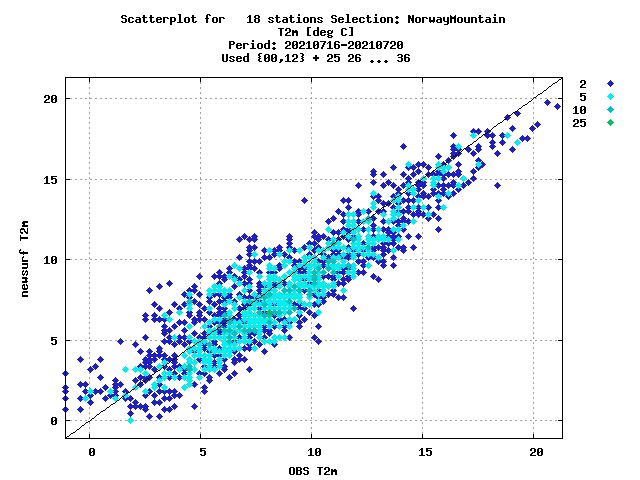 Scatterplot for   18 stations Selection: NorwayMountain
T2m [deg C]
Period: 20210716-20210720
Used {00,12} + 25 26 ... 36
2
5
10
25
20
15
10
5
0
newsurf T2m
0 5 10 15 20
OBS T2m